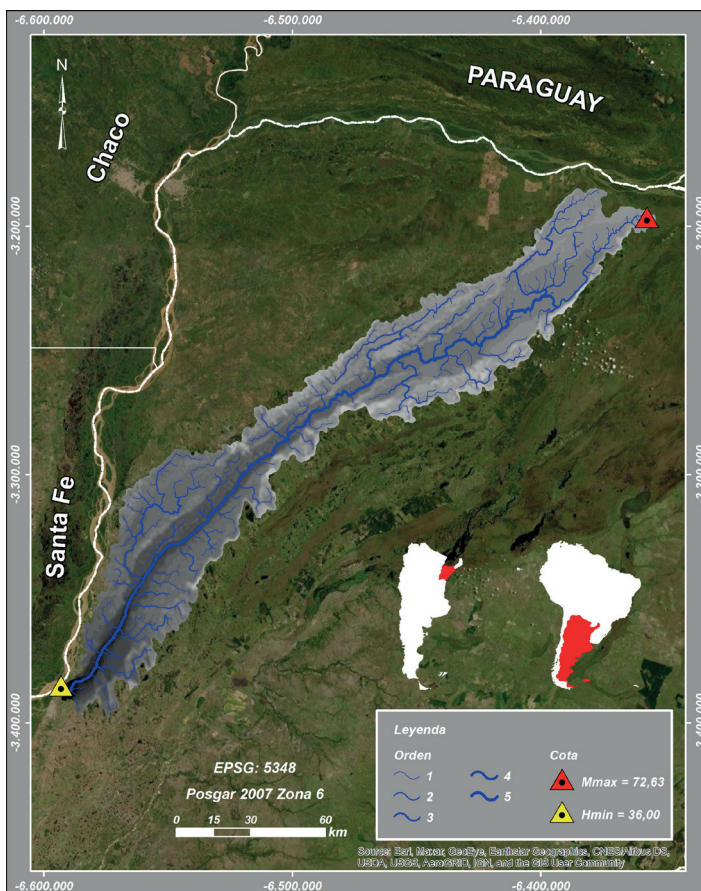 -6.600.000 -6.500.000 -6.400.000
N
PARAGUAY
Chaco
-3.200.000 -3.200.000
-3.300.000 -3.300.000
Santa Fe
-3.400.000 -3.400.000
EPSG: 5348
Posgar 2007 Zona 6
0 15 30 60
km
Leyenda
Orden Cota
1 4 Mmax = 72,63
2 5
3 Hmin = 36,00
Source: Esri, Maxar, GeoEye, Earthstar Geographics, CNES/Airbus DS,
USDA, USGS, AeroGRID, IGN, and the GIS User Community
-6.600.000 -6.500.000 -6.400.000